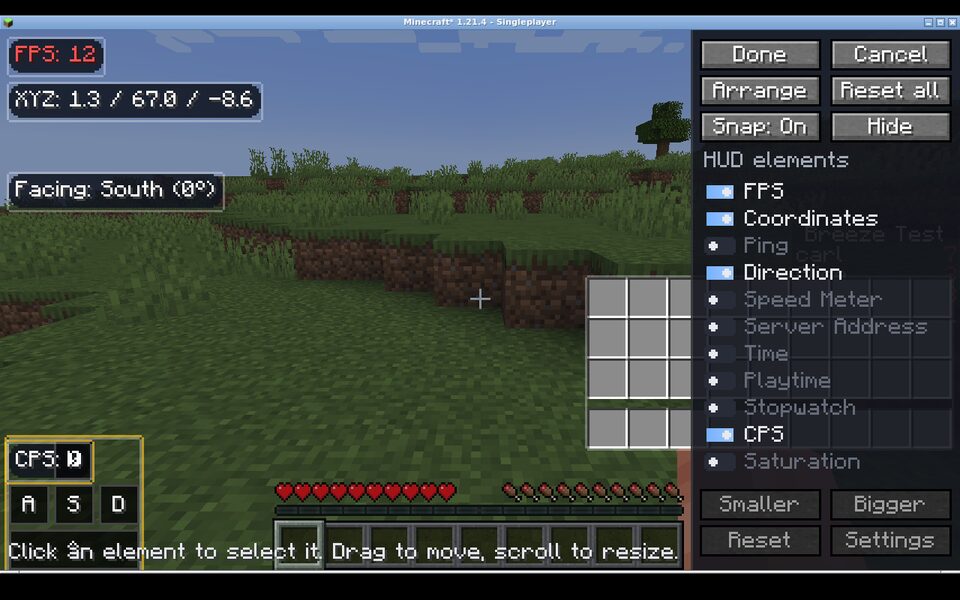 Minecraft* 1.21.4 - Singleplayer
FPS: 12
XYZ: 1.3 / 67.0 / -8.6
Facing: South (0°)
CPS: 0
A S D
Click an element to select it. Drag to move, scroll to resize.
Done Cancel
Arrange Reset all
Snap: On Hide
HUD elements
FPS
Coordinates
Breeze Test
Ping
carl
Direction
Speed Meter
Server Address
Time
Playtime
Stopwatch
CPS
Saturation
Smaller Bigger
Reset Settings